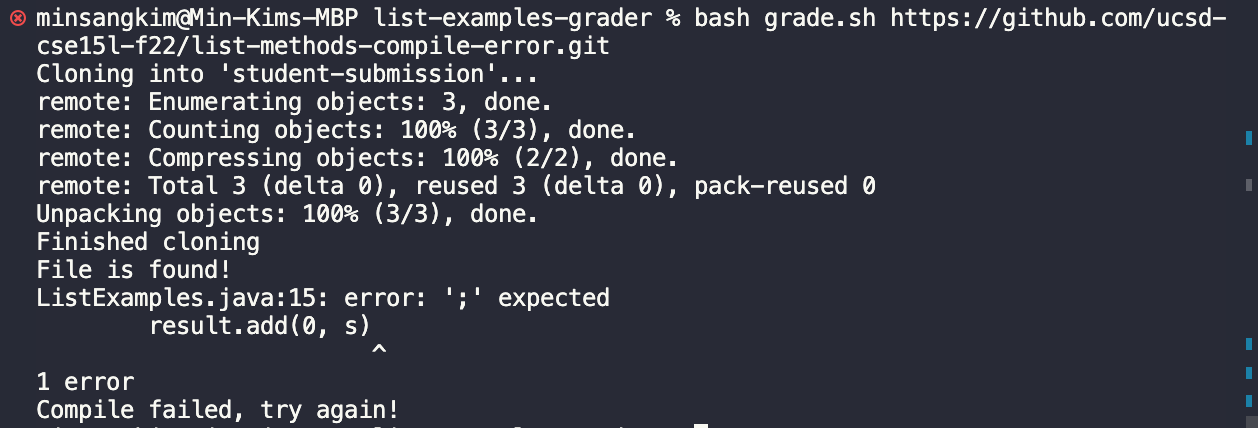 minsangkim@Min-Kims-MBP list-examples-grader % bash grade.sh https://github.com/ucsd-
cse15l-f22/list-methods-compile-error.git
Cloning into 'student-submission'...
remote: Enumerating objects: 3, done.
remote: Counting objects: 100% (3/3), done.
remote: Compressing objects: 100% (2/2), done.
remote: Total 3 (delta 0), reused 3 (delta 0), pack-reused 0
Unpacking objects: 100% (3/3), done.
Finished cloning
File is found!
ListExamples.java:15: error: ';' expected
        result.add(0, s)
                        ^
1 error
Compile failed, try again!